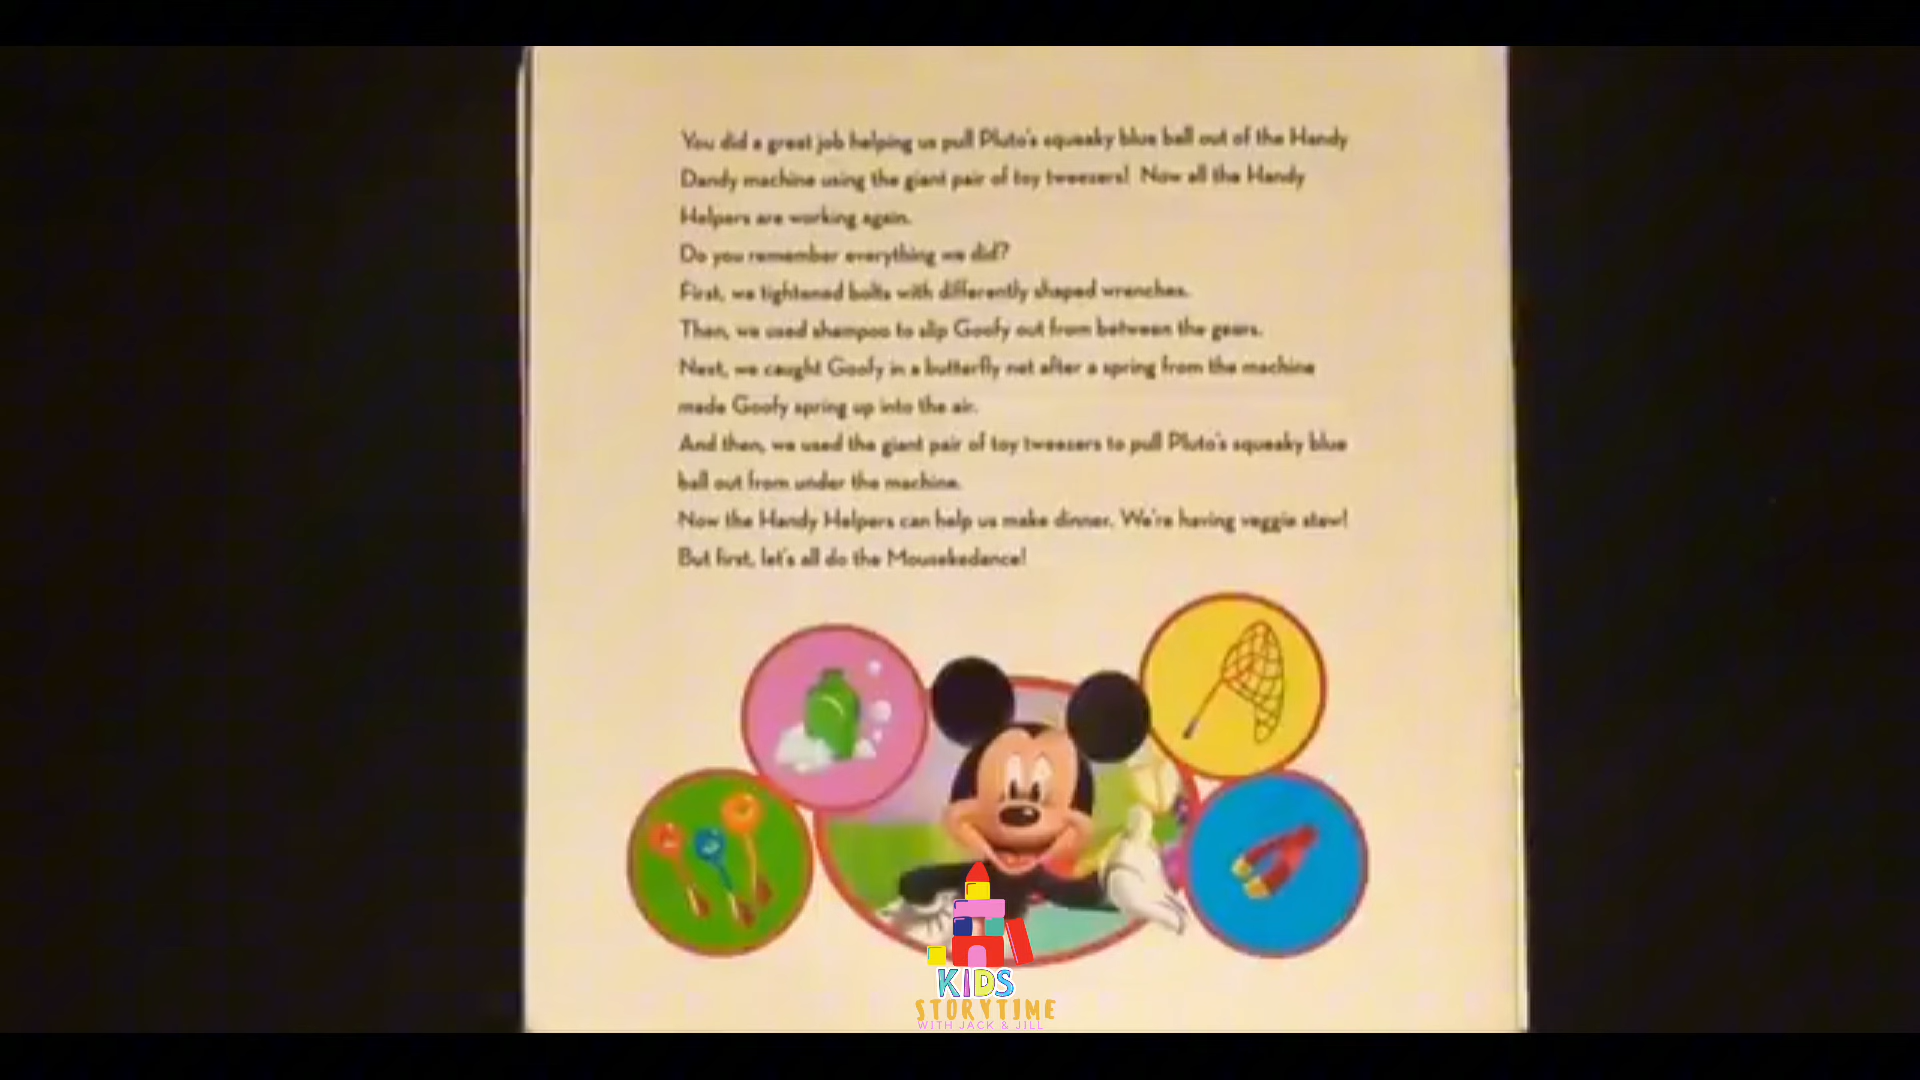 You did a great job helping us pull Pluto's squeaky blue ball out of the Handy
Dandy machine using the giant pair of toy tweezers! Now all the Handy
Helpers are working again.
Do you remember everything we did?
First, we tightened bolts with differently shaped wrenches.
Then, we used shampoo to slip Goofy out from between the gears.
Next, we caught Goofy in a butterfly net after a spring from the machine
made Goofy spring up into the air.
And then, we used the giant pair of toy tweezers to pull Pluto's squeaky blue
ball out from under the machine.
Now the Handy Helpers can help us make dinner. We're having veggie stew!
But first, let's all do the Mousekedance!
KIDS
STORYTIME
WITH JACK & JILL